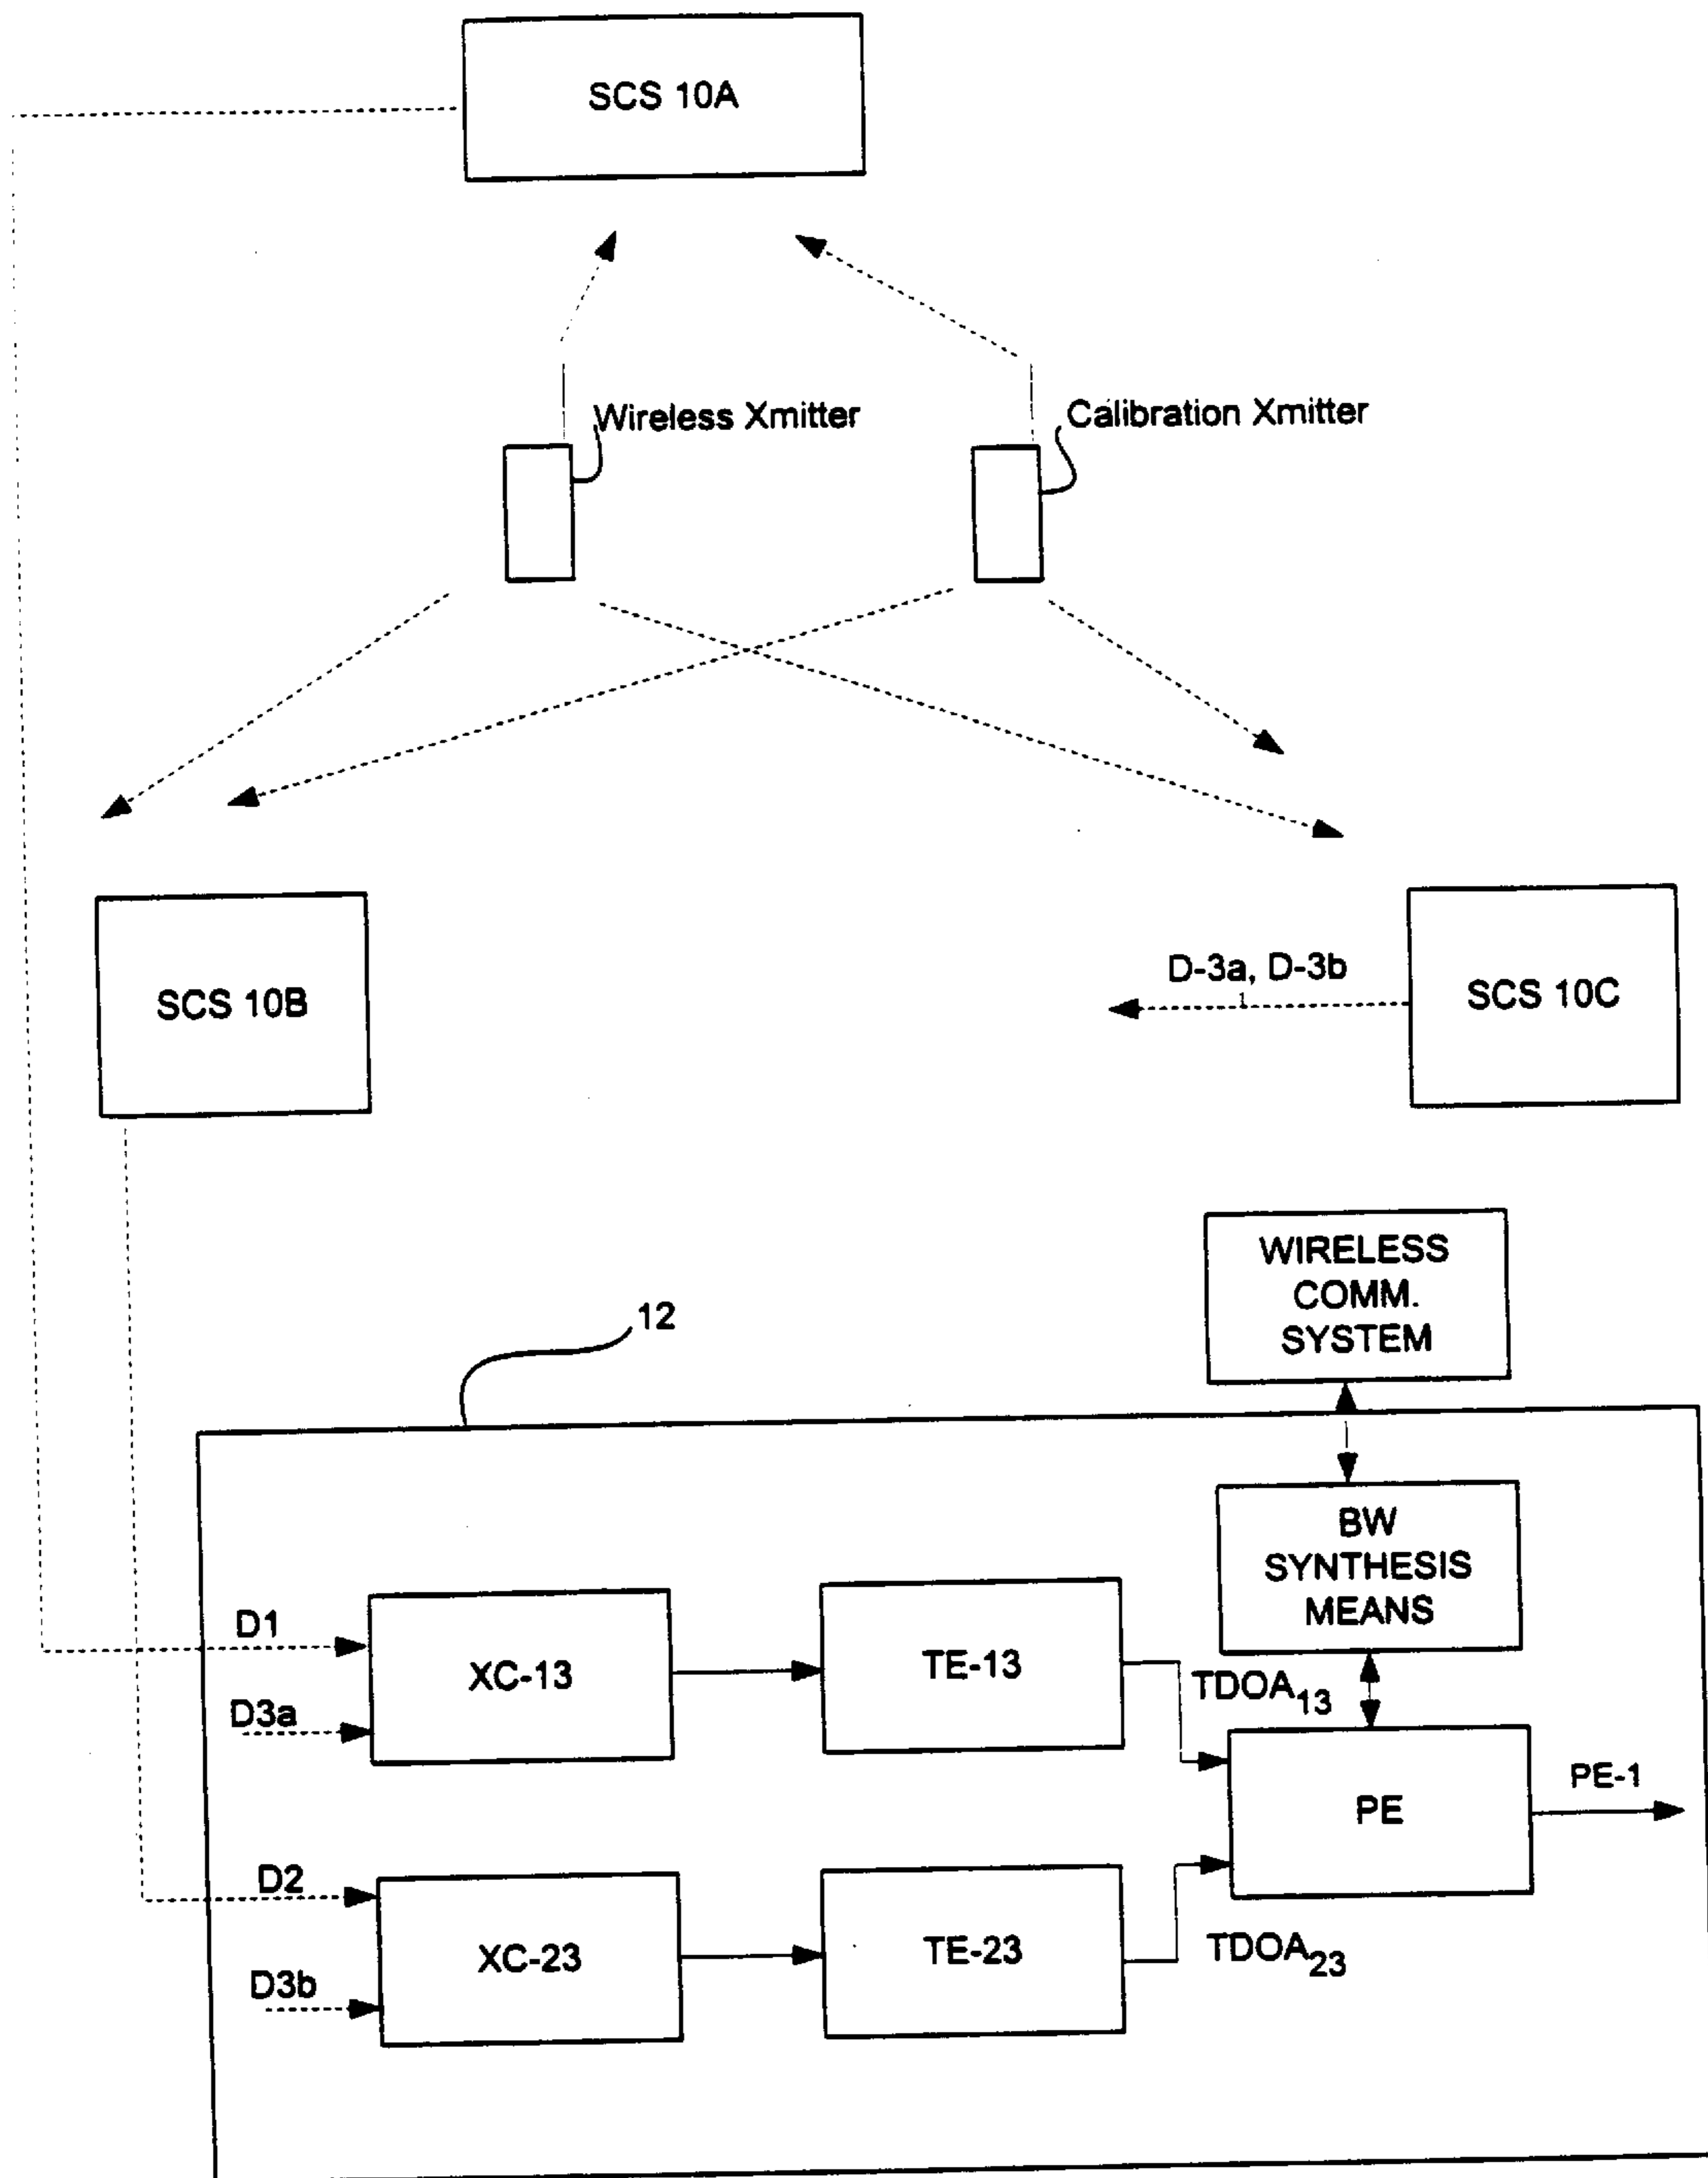 SCS 10A
Wireless Xmitter
Calibration Xmitter
SCS 10B
D-3a, D-3b
SCS 10C
WIRELESS
COMM.
SYSTEM
12
BW
SYNTHESIS
MEANS
D1
XC-13
TE-13
TDOA13
D3a
PE
PE-1
D2
XC-23
TE-23
TDOA23
D3b